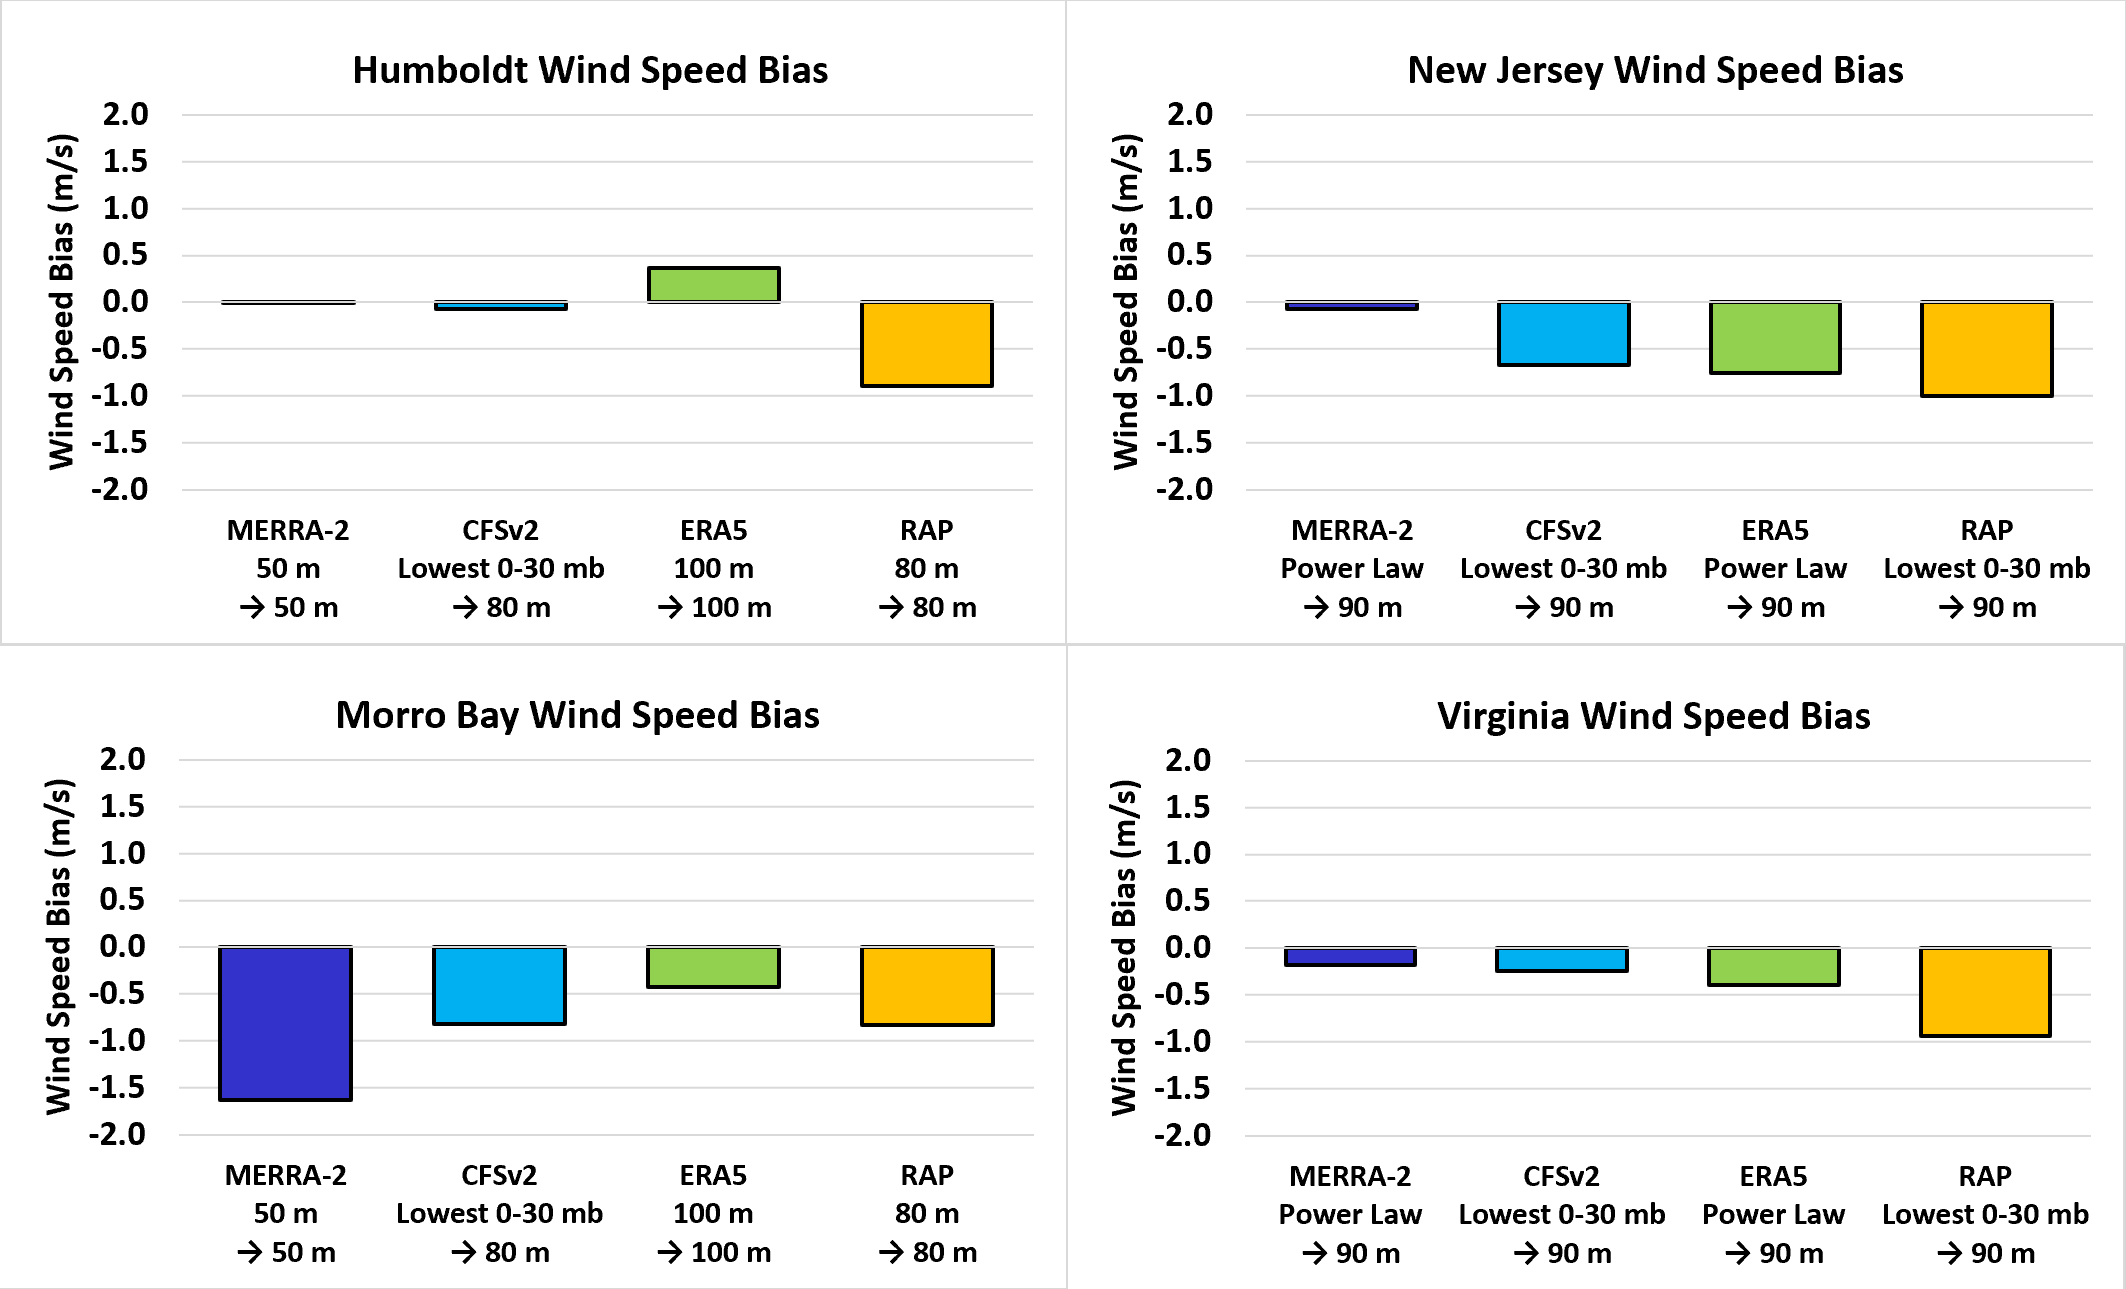 Humboldt Wind Speed Bias
Wind Speed Bias (m/s)
2.0
1.5
1.0
0.5
0.0
-0.5
-1.0
-1.5
-2.0
MERRA-2 CFSv2 ERA5 RAP
50 m Lowest 0-30 mb 100 m 80 m
→ 50 m → 80 m → 100 m → 80 m
New Jersey Wind Speed Bias
Wind Speed Bias (m/s)
2.0
1.5
1.0
0.5
0.0
-0.5
-1.0
-1.5
-2.0
MERRA-2 CFSv2 ERA5 RAP
Power Law Lowest 0-30 mb Power Law Lowest 0-30 mb
→ 90 m → 90 m → 90 m → 90 m
Morro Bay Wind Speed Bias
Wind Speed Bias (m/s)
2.0
1.5
1.0
0.5
0.0
-0.5
-1.0
-1.5
-2.0
MERRA-2 CFSv2 ERA5 RAP
50 m Lowest 0-30 mb 100 m 80 m
→ 50 m → 80 m → 100 m → 80 m
Virginia Wind Speed Bias
Wind Speed Bias (m/s)
2.0
1.5
1.0
0.5
0.0
-0.5
-1.0
-1.5
-2.0
MERRA-2 CFSv2 ERA5 RAP
Power Law Lowest 0-30 mb Power Law Lowest 0-30 mb
→ 90 m → 90 m → 90 m → 90 m